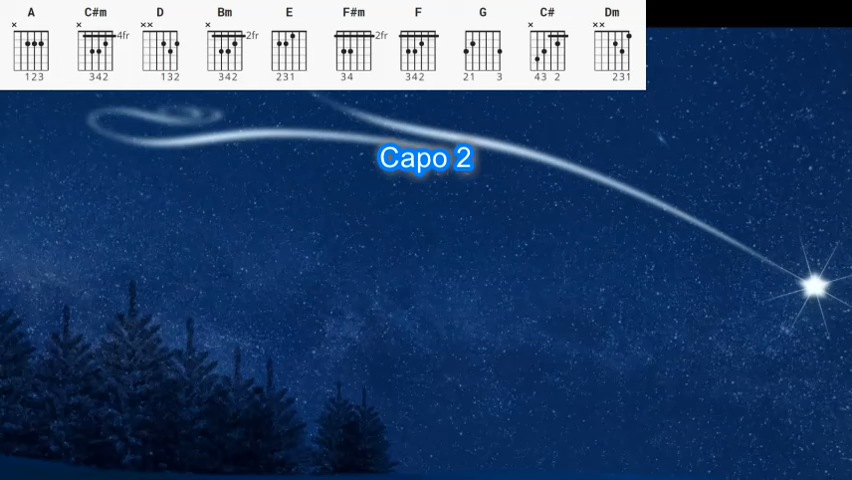 A C#m D Bm E F#m F G C# Dm
× × ×× × × ××
4fr 2fr 2fr
123 342 132 342 231 34 342 21 3 43 2 231
Capo 2